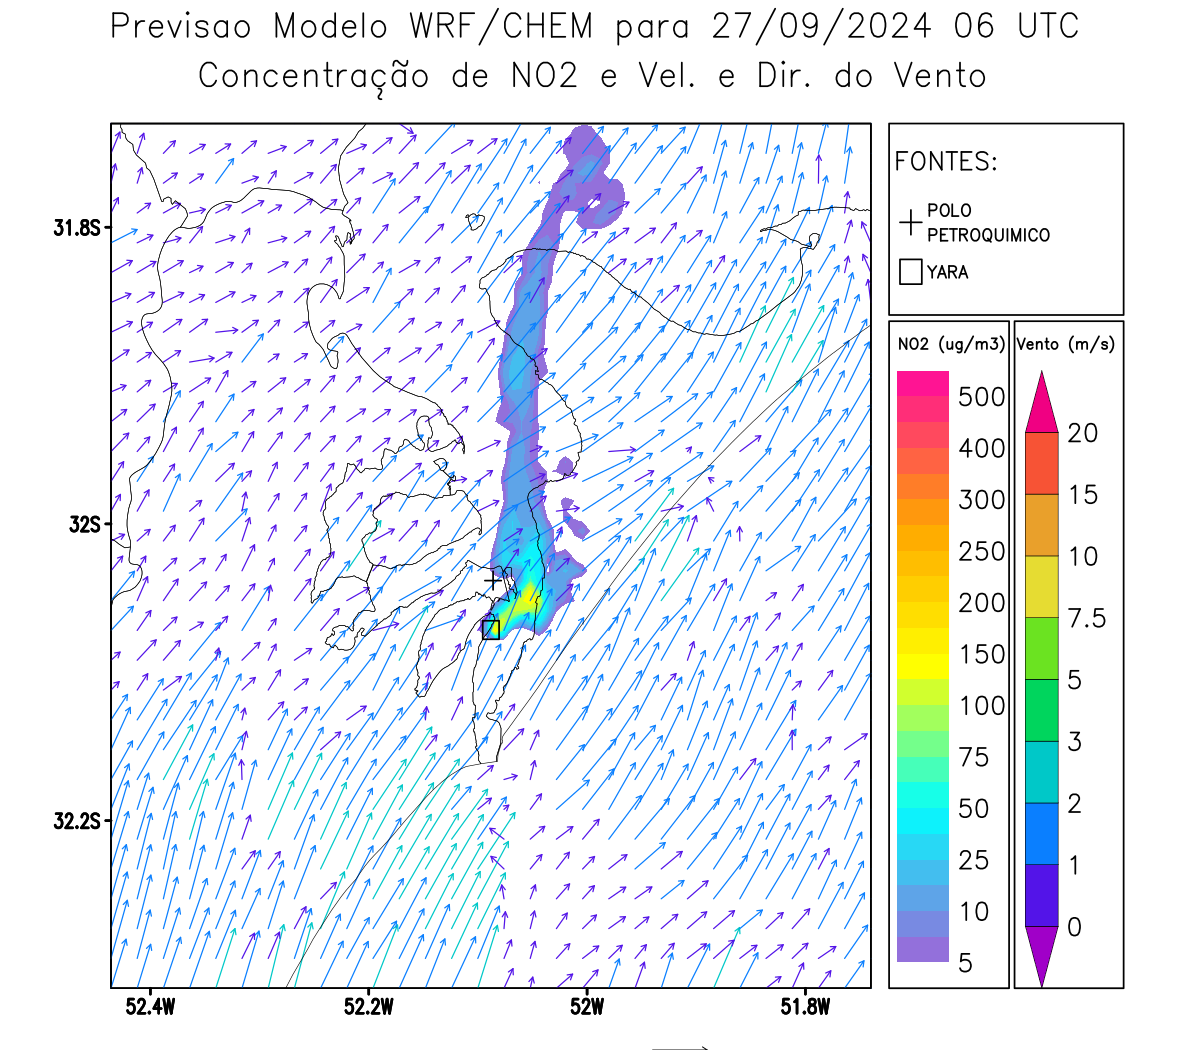 Previsao Modelo WRF/CHEM para 27/09/2024 06 UTC
Concentração de NO2 e Vel. e Dir. do Vento
FONTES:
POLO
PETROQUIMICO
YARA
NO2 (ug/m3)
500
400
300
250
200
150
100
75
50
25
10
5
Vento (m/s)
20
15
10
7.5
5
3
2
1
0
31.8S
32S
32.2S
52.4W
52.2W
52W
51.8W